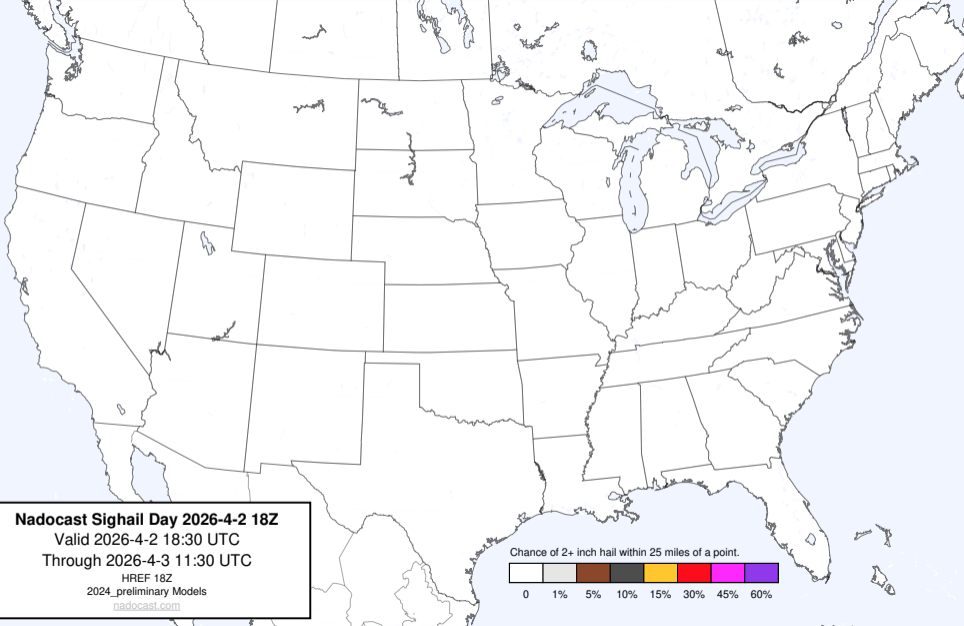 Nadocast Sighail Day 2026-4-2 18Z
Valid 2026-4-2 18:30 UTC
Through 2026-4-3 11:30 UTC
HREF 18Z
2024_preliminary Models
nadocast.com
Chance of 2+ inch hail within 25 miles of a point.
0 1% 5% 10% 15% 30% 45% 60%